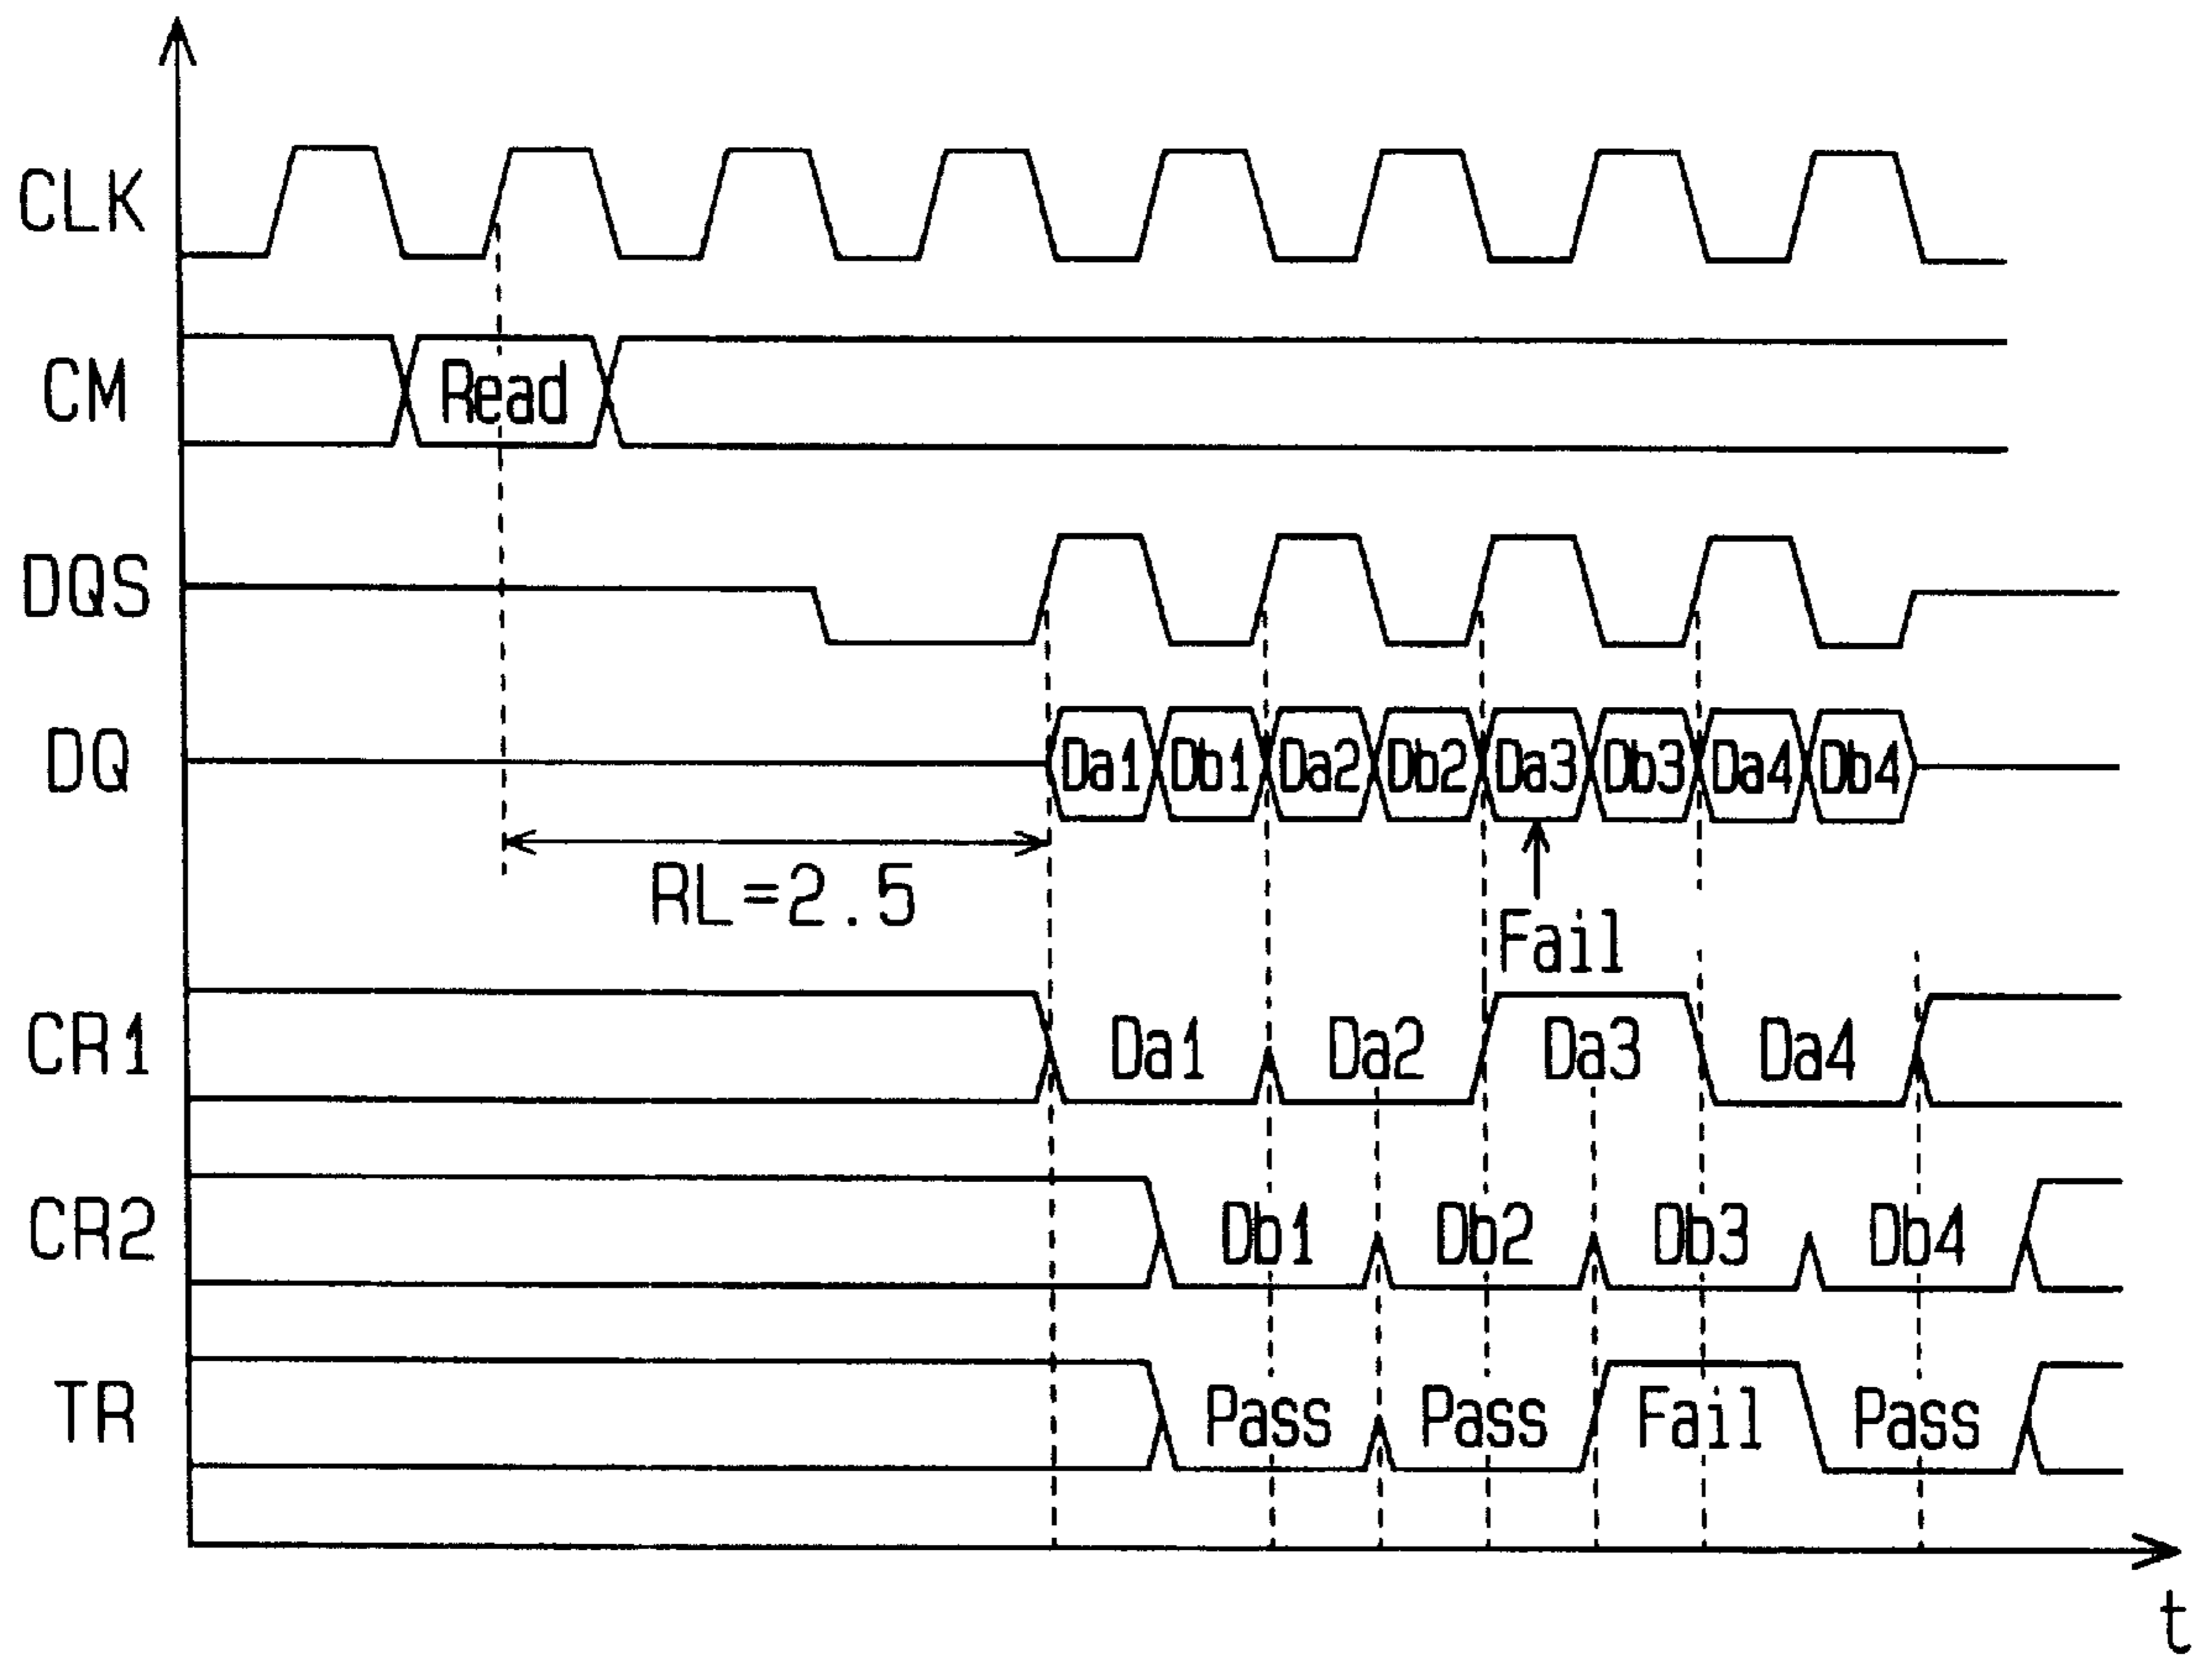 CLK
CM Read
DQS
DQ Da1 Db1 Da2 Db2 Da3 Db3 Da4 Db4
RL=2.5
Fail
CR1 Da1 Da2 Da3 Da4
CR2 Db1 Db2 Db3 Db4
TR Pass Pass Fail Pass
t